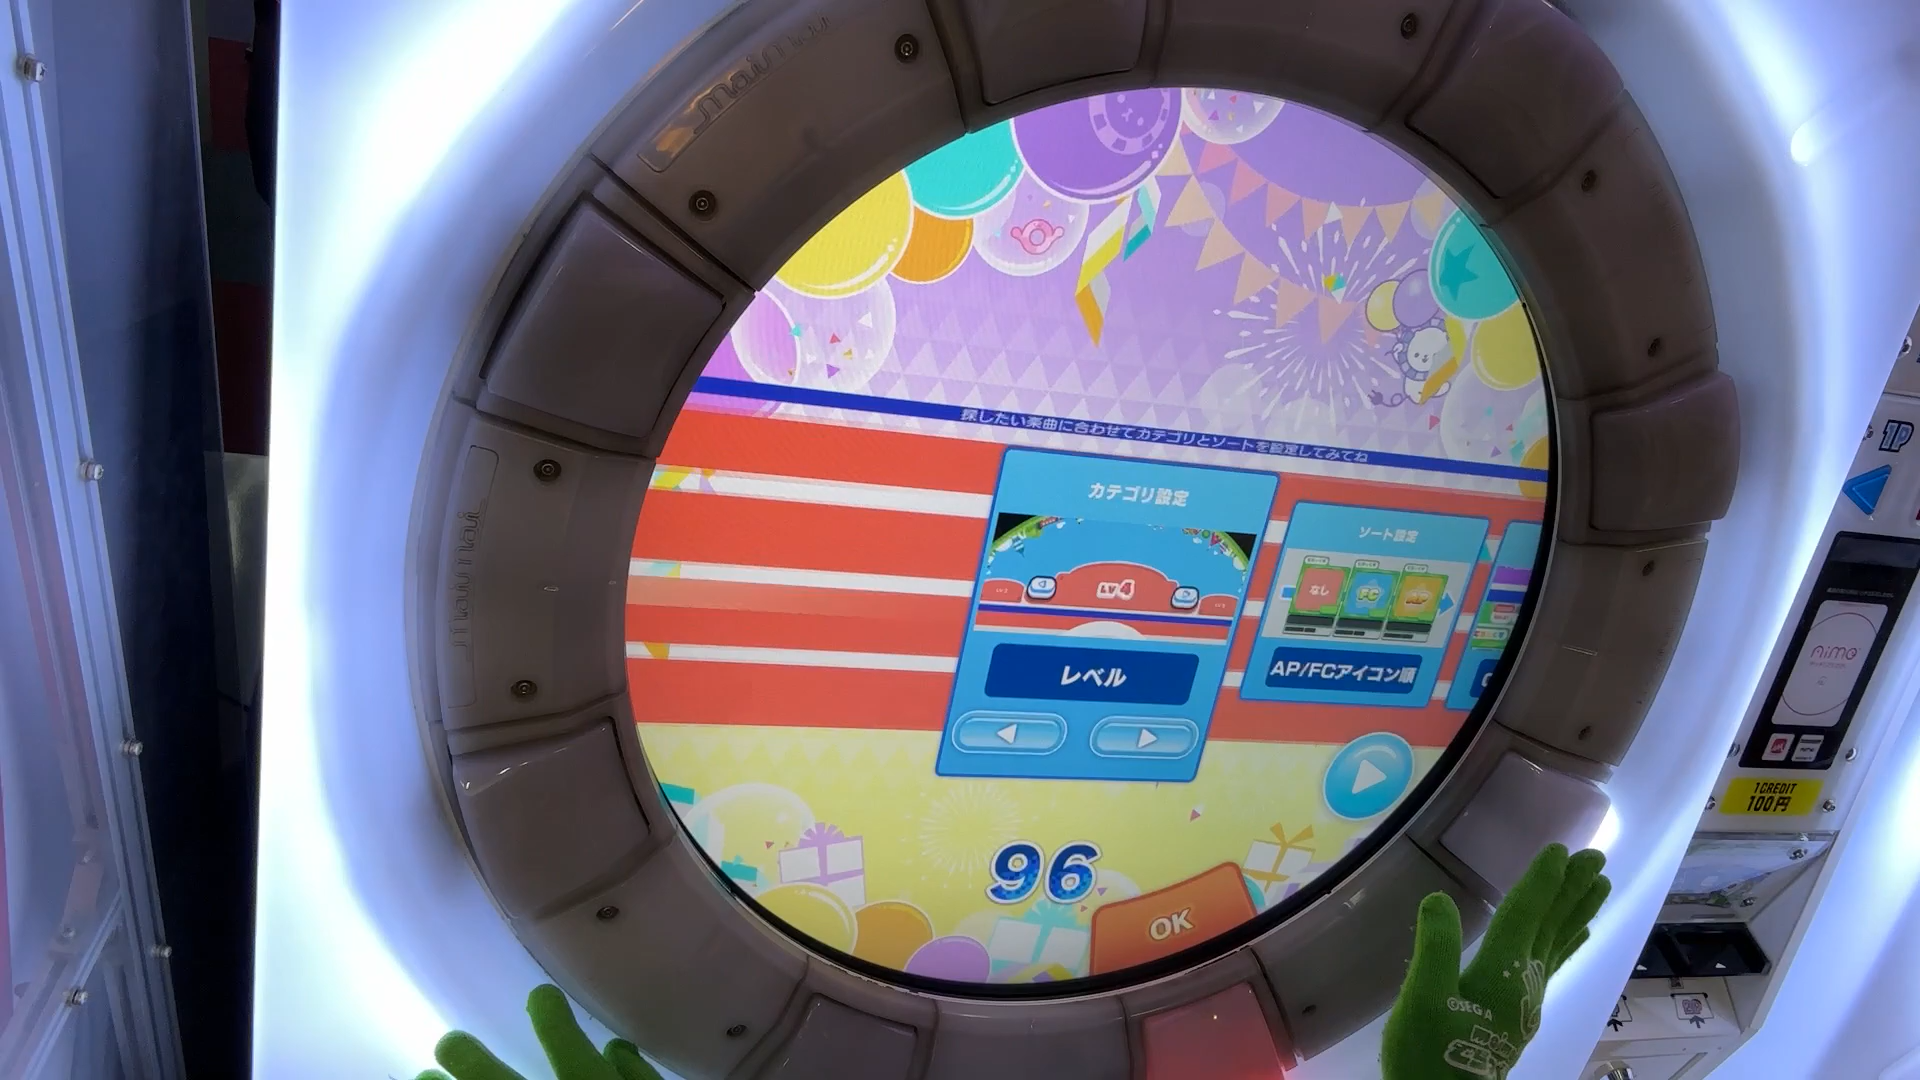 maimai
探したい楽曲に合わせてカテゴリとソートを設定してみてね
カテゴリ設定
LV4
レベル
ソート設定
なし
FC
AP
AP/FCアイコン順
96
OK
maimai
1P
Aime
1CREDIT
100円
©SEGA